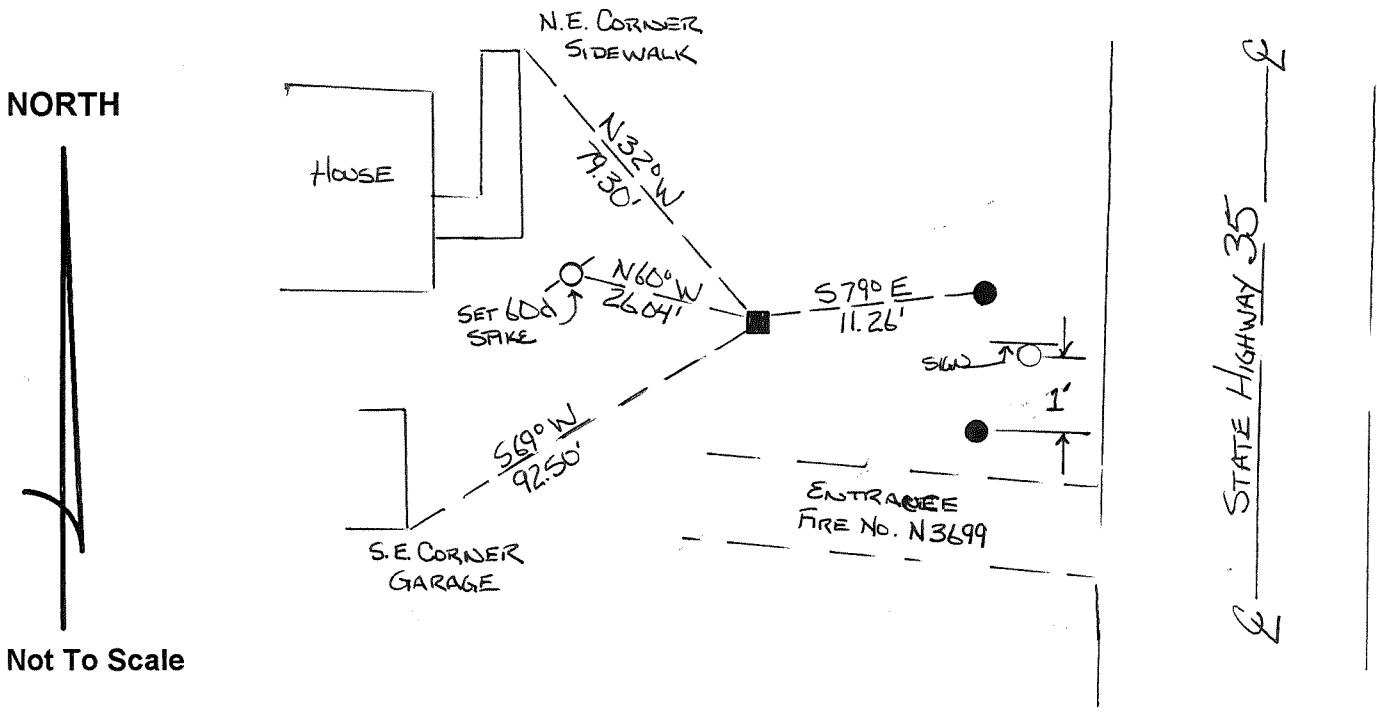 N.E. CORNER
SIDEWALK
NORTH
HOUSE
N32°W
79.30'
N60°W
26.04'
SET 60d
SPIKE
S79°E
11.26'
SIGN
1'
S69°W
92.50'
ENTRANCEE
FIRE NO. N3699
S.E. CORNER
GARAGE
℄ STATE HIGHWAY 35 ℄
Not To Scale